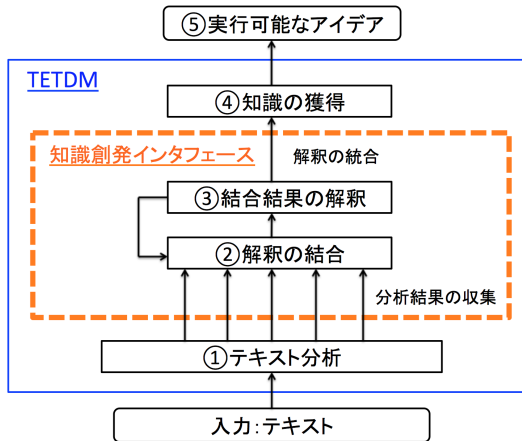 ⑤実行可能なアイデア
TETDM
④知識の獲得
知識創発インタフェース
解釈の統合
③結合結果の解釈
②解釈の結合
分析結果の収集
①テキスト分析
入力:テキスト